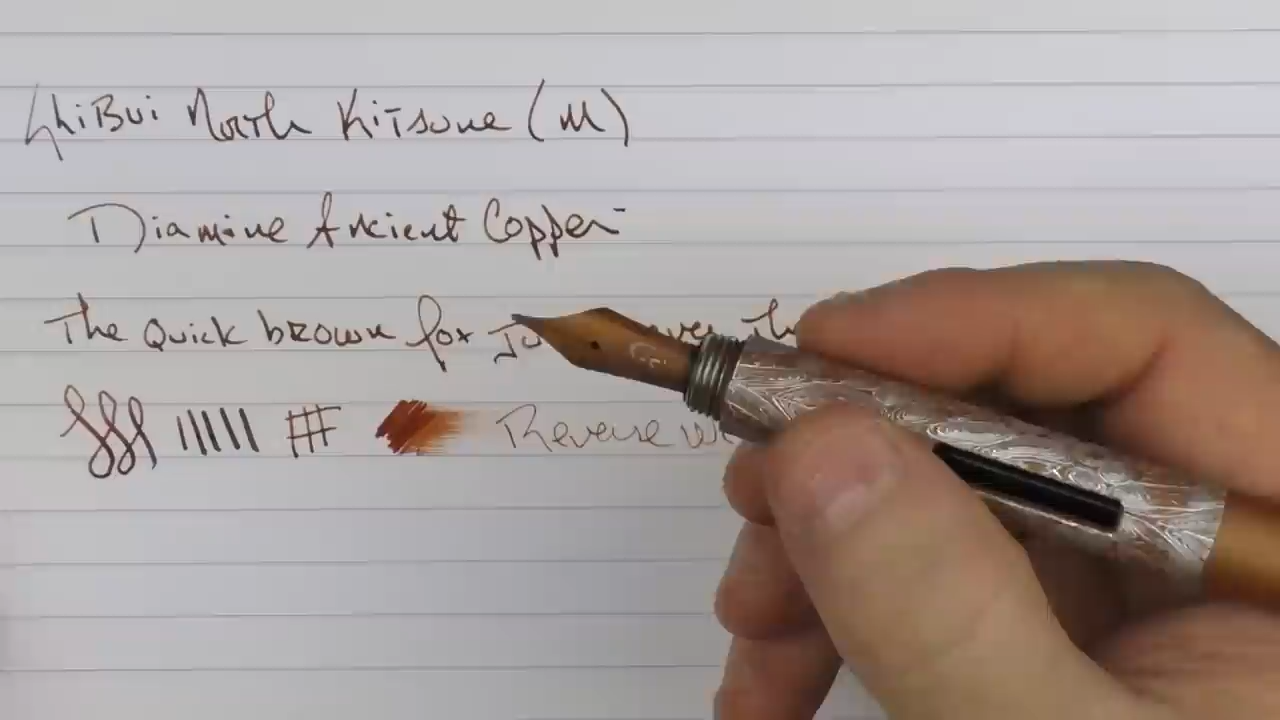 ShiBui North Kitsune (M)
Diamine Ancient Copper
The Quick brown fox
Reverse